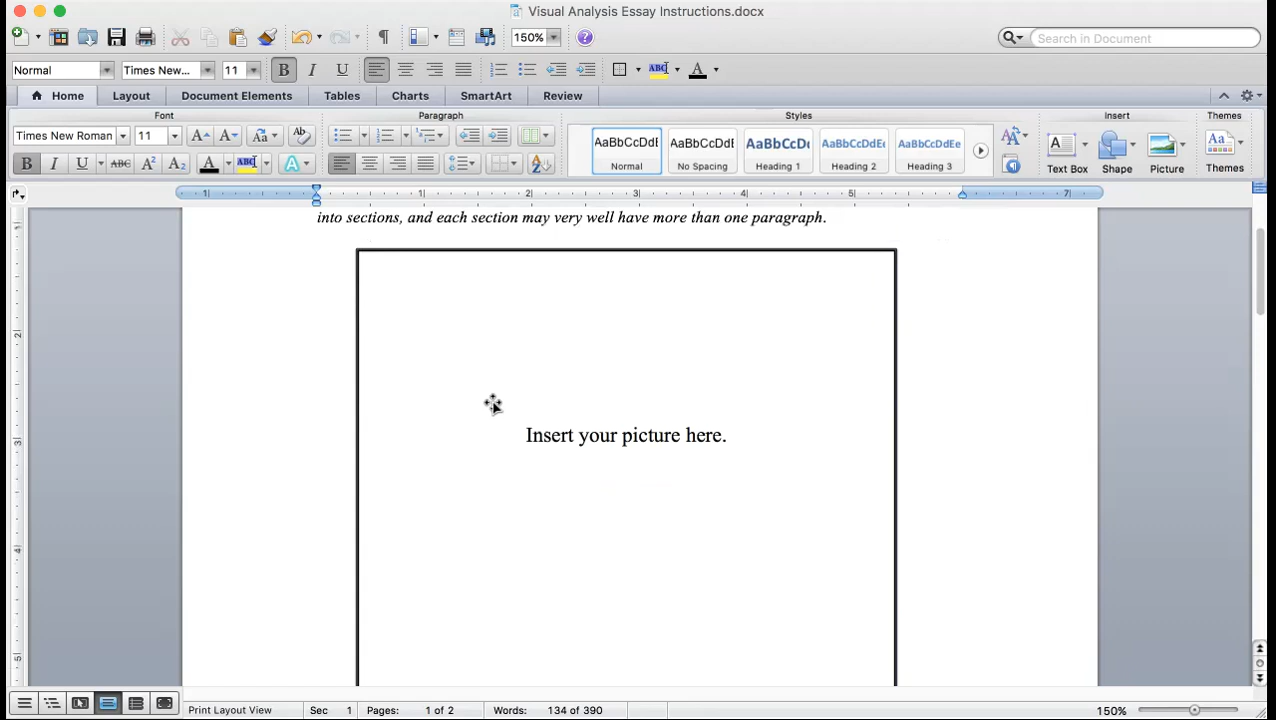 Visual Analysis Essay Instructions.docx
150%
Search in Document
Normal
Times New...
11
Home
Layout
Document Elements
Tables
Charts
SmartArt
Review
Font
Paragraph
Styles
Insert
Themes
Times New Roman
11
AaBbCcDdE
Normal
AaBbCcDdE
No Spacing
AaBbCcDc
Heading 1
AaBbCcDdE
Heading 2
AaBbCcDdE
Heading 3
Text Box
Shape
Picture
Themes
into sections, and each section may very well have more than one paragraph.
Insert your picture here.
Print Layout View
Sec 1
Pages: 1 of 2
Words: 134 of 390
150%